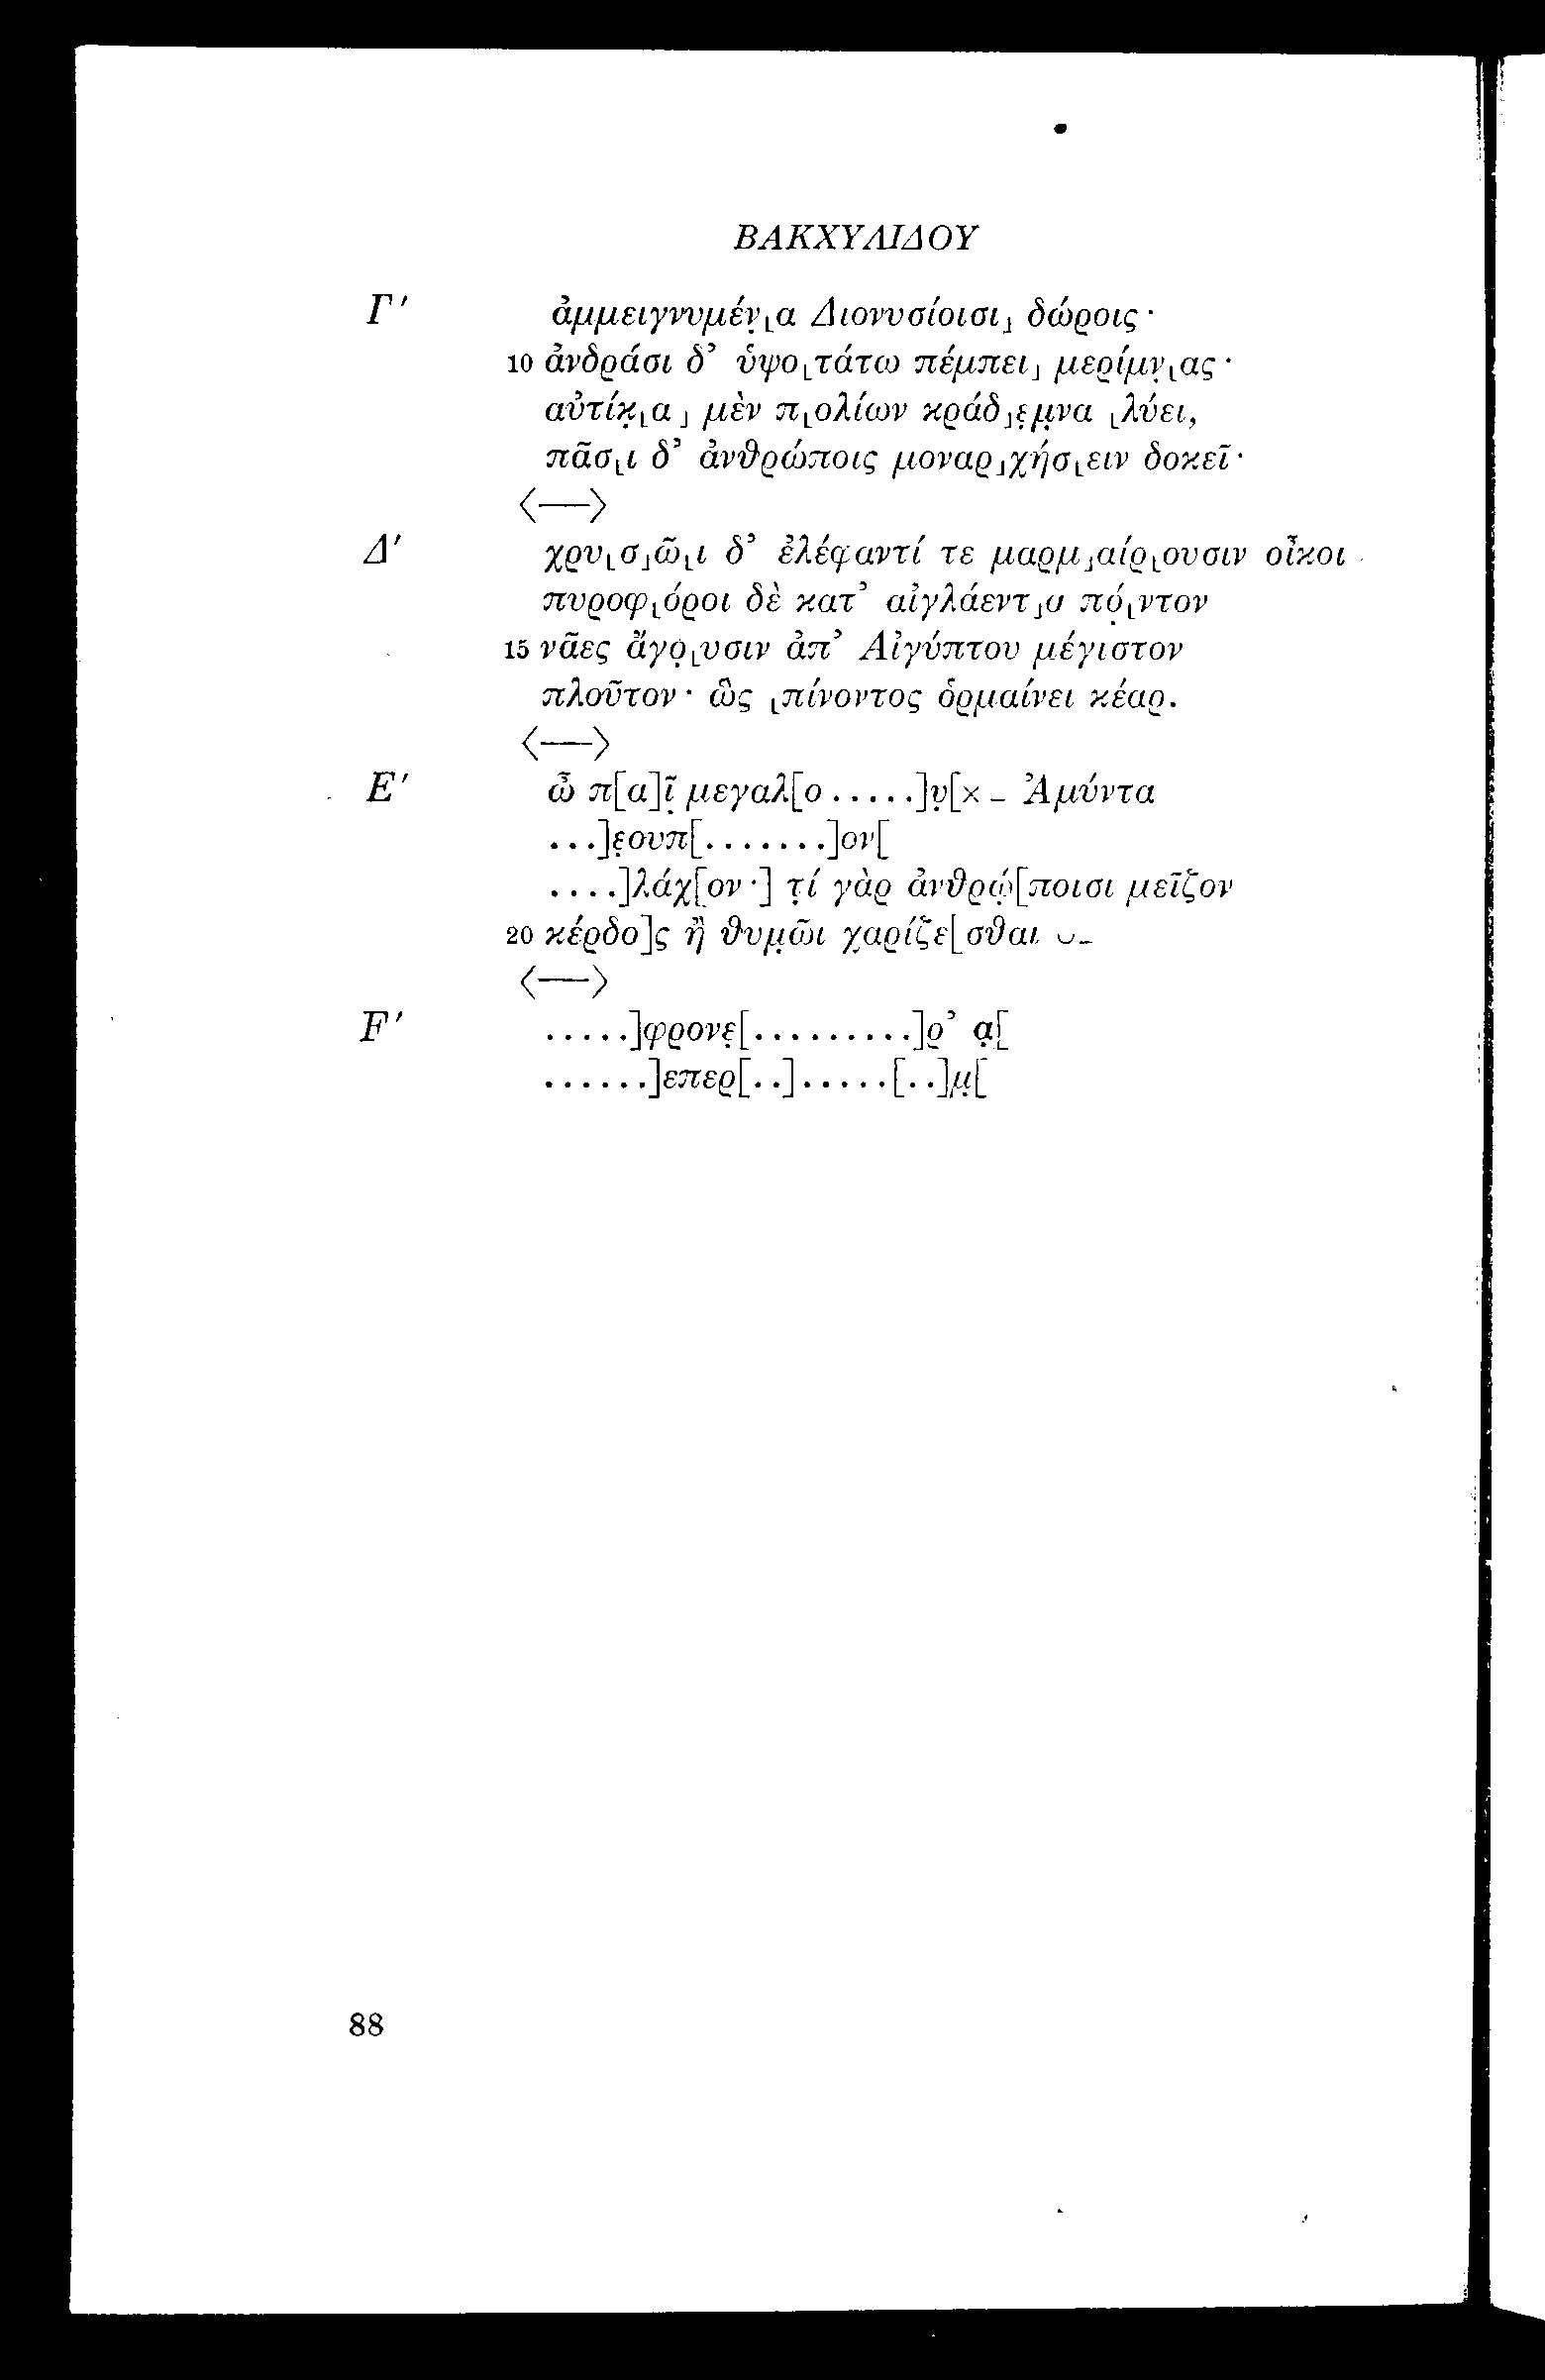 ΒΑΚΧΥΛΙΔΟΥ
Γ′ ἀμμειγνυμέν̣⸤α Διονυσίοισι⸥ δώροις·
10 ἀνδράσι δ᾽ ὑψο⸤τάτω πέμπει⸥ μερίμν̣⸤ας·
αὐτίκ̣⸤α⸥ μὲν π⸤ολίων κράδ⸥ε̣μ̣να ⸤λύει,
πᾶσ⸤ι δ᾽ ἀνθρώποις μοναρ⸥χήσ⸤ειν δοκεῖ·
〈—〉
Δ′ χρυ⸤σ⸥ῶ⸤ι δ᾽ ἐλέφαντί τε μαρμ⸥αίρ⸤ουσιν οἶκοι
πυροφ⸤όροι δὲ κατ᾽ αἰγλάεντ⸥α πό̣⸤ντον
15 νᾶες ἄγο̣⸤υσιν ἀπ᾽ Αἰγύπτου μέγιστον
πλοῦτον· ὣς ⸤πίνοντος ὁρμαίνει κέαρ.
〈—〉
Ε′ ὦ π[α]ῖ̣ μεγαλ[ο . . . . .]υ̣[x – Ἀμύντα
. . .]ε̣ουπ[. . . . . . .]ον[
. . . .]λάχ[ον·] τ̣ί γὰρ ἀνθρώ̣[ποισι μεῖζον
20 κέρδο]ς ἢ θυμῶι χαρίζε[σθαι ⏑–
〈—〉
F′ . . . . .]φρονε̣[. . . . . . . . .]ρ᾽ α̣[
. . . . . .]επερ[. .] . . . . . [. .]μ̣[
88